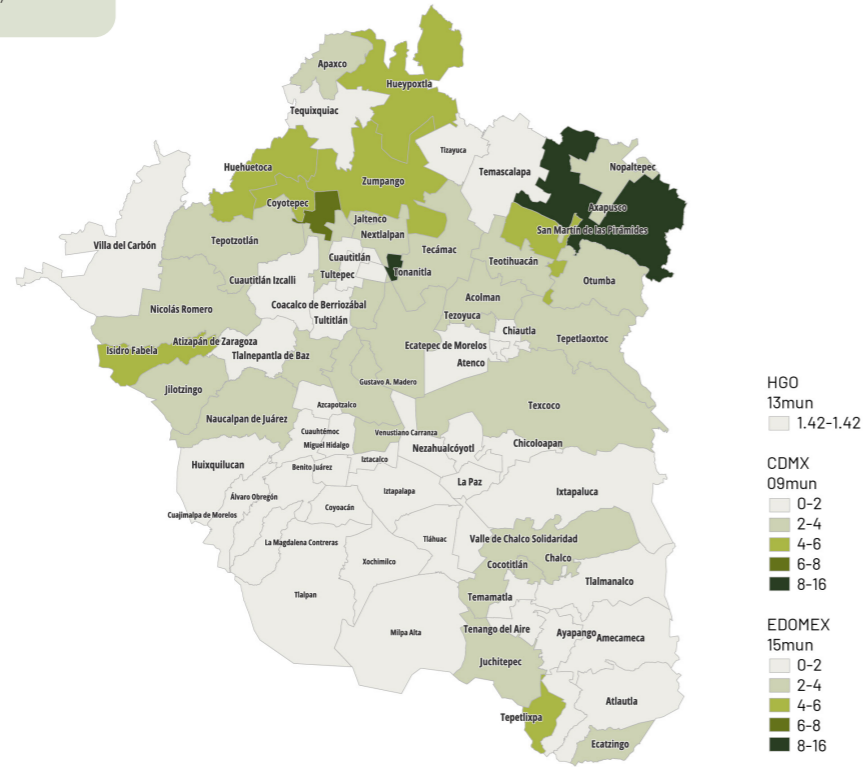 Apaxco
Hueypoxtla
Tequixquiac
Tizayuca
Temascalapa
Nopaltepec
Huehuetoca
Zumpango
Coyotepec
Axapusco
Jaltenco
San Martín de las Pirámides
Nextlalpan
Villa del Carbón
Tepotzotlán
Tecámac
Cuautitlán
Teotihuacán
Tultepec
Tonanitla
Cuautitlán Izcalli
Otumba
Acolman
Nicolás Romero
Coacalco de Berriozábal
Tezoyuca
Tultitlán
Chiautla
Tepetlaoxtoc
Atizapán de Zaragoza
Ecatepec de Morelos
Isidro Fabela
Tlalnepantla de Baz
Atenco
Gustavo A. Madero
Jilotzingo
Azcapotzalco
Texcoco
Naucalpan de Juárez
Cuauhtémoc
Venustiano Carranza
Miguel Hidalgo
Nezahualcóyotl
Chicoloapan
Iztacalco
Huixquilucan
Benito Juárez
La Paz
Iztapalapa
Ixtapaluca
Álvaro Obregón
Coyoacán
Cuajimalpa de Morelos
La Magdalena Contreras
Tláhuac
Valle de Chalco Solidaridad
Xochimilco
Chalco
Cocotitlán
Tlalmanalco
Tlalpan
Temamatla
Milpa Alta
Tenango del Aire
Ayapango
Amecameca
Juchitepec
Atlautla
Tepetlixpa
Ecatzingo
HGO
13mun
1.42-1.42
CDMX
09mun
0-2
2-4
4-6
6-8
8-16
EDOMEX
15mun
0-2
2-4
4-6
6-8
8-16